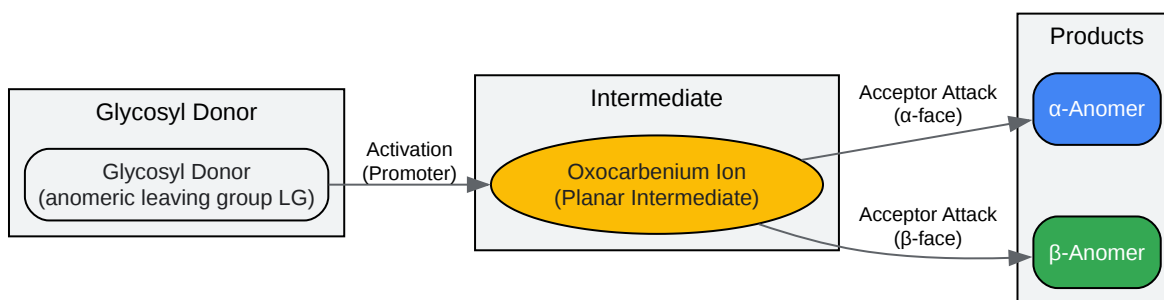 Glycosyl Donor
Glycosyl Donor
(anomeric leaving group LG)
Activation
(Promoter)
Intermediate
Oxocarbenium Ion
(Planar Intermediate)
Acceptor Attack
(α-face)
Acceptor Attack
(β-face)
Products
α-Anomer
β-Anomer